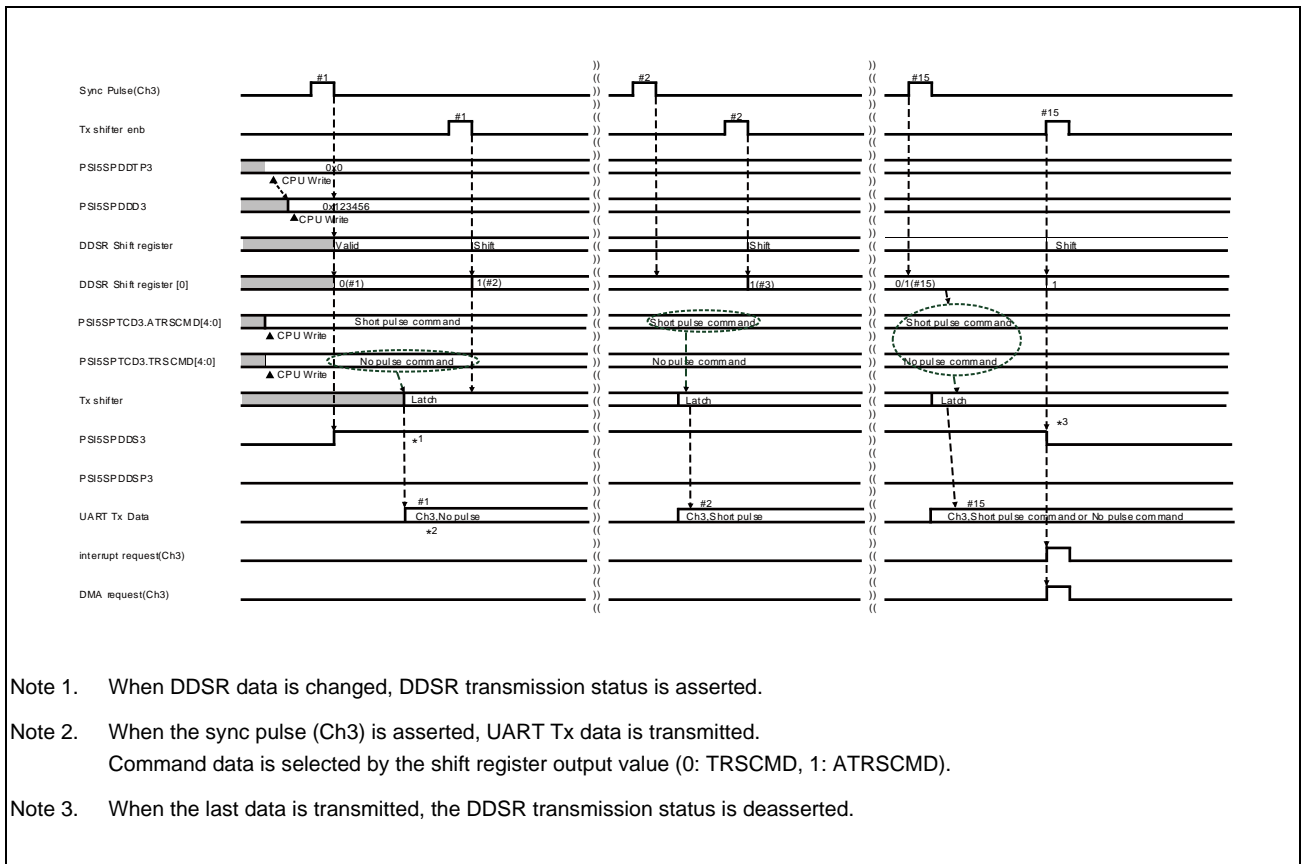 #1 #2 #15
Sync Pulse(Ch3)
#1 #2 #15
Tx shifter enb
PSI5SPDDTP3 0x0
▲ CPU Write
PSI5SPDDD3 0x123456
▲CPU Write
DDSR Shift register Valid Shift Shift Shift
DDSR Shift register [0] 0(#1) 1(#2) 1(#3) 0/1(#15) 1
PSI5SPTCD3.ATRSCMD[4:0] Short pulse command Short pulse command Short pulse command
▲ CPU Write
PSI5SPTCD3.TRSCMD[4:0] No pulse command No pulse command No pulse command
▲ CPU Write
Tx shifter Latch Latch Latch
PSI5SPDDS3 *1 *3
PSI5SPDDSP3
#1 #2 #15
UART Tx Data Ch3,No pulse Ch3,Short pulse Ch3,Short pulse command or No pulse command
*2
interrupt request(Ch3)
DMA request(Ch3)
Note 1. When DDSR data is changed, DDSR transmission status is asserted.
Note 2. When the sync pulse (Ch3) is asserted, UART Tx data is transmitted.
Command data is selected by the shift register output value (0: TRSCMD, 1: ATRSCMD).
Note 3. When the last data is transmitted, the DDSR transmission status is deasserted.